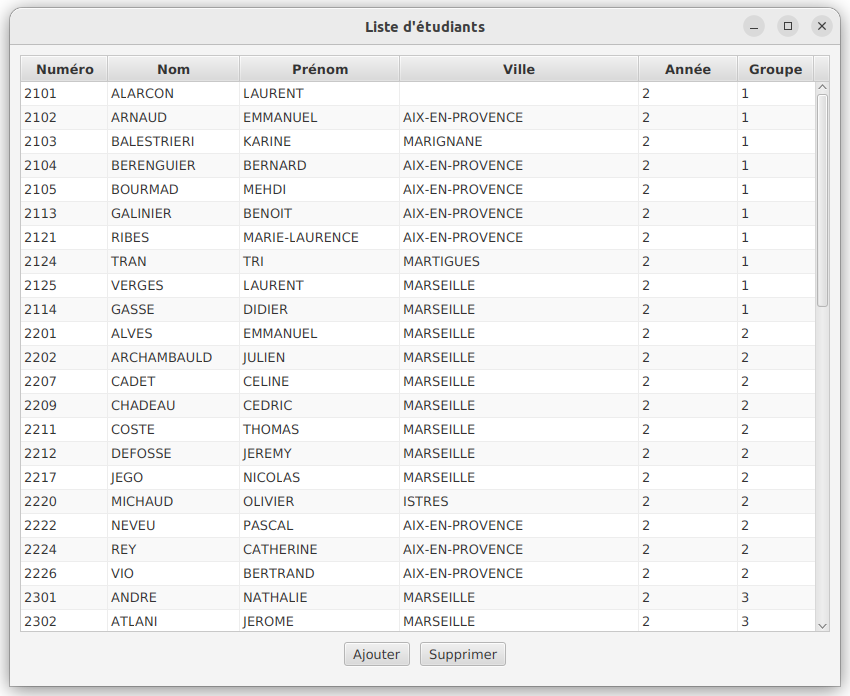 Liste d'étudiants
Numéro Nom Prénom Ville Année Groupe
2101 ALARCON LAURENT 2 1
2102 ARNAUD EMMANUEL AIX-EN-PROVENCE 2 1
2103 BALESTRIERI KARINE MARIGNANE 2 1
2104 BERENGUIER BERNARD AIX-EN-PROVENCE 2 1
2105 BOURMAD MEHDI AIX-EN-PROVENCE 2 1
2113 GALINIER BENOIT AIX-EN-PROVENCE 2 1
2121 RIBES MARIE-LAURENCE AIX-EN-PROVENCE 2 1
2124 TRAN TRI MARTIGUES 2 1
2125 VERGES LAURENT MARSEILLE 2 1
2114 GASSE DIDIER MARSEILLE 2 1
2201 ALVES EMMANUEL MARSEILLE 2 2
2202 ARCHAMBAULD JULIEN MARSEILLE 2 2
2207 CADET CELINE MARSEILLE 2 2
2209 CHADEAU CEDRIC MARSEILLE 2 2
2211 COSTE THOMAS MARSEILLE 2 2
2212 DEFOSSE JEREMY MARSEILLE 2 2
2217 JEGO NICOLAS MARSEILLE 2 2
2220 MICHAUD OLIVIER ISTRES 2 2
2222 NEVEU PASCAL AIX-EN-PROVENCE 2 2
2224 REY CATHERINE AIX-EN-PROVENCE 2 2
2226 VIO BERTRAND AIX-EN-PROVENCE 2 2
2301 ANDRE NATHALIE MARSEILLE 2 3
2302 ATLANI JEROME MARSEILLE 2 3
Ajouter Supprimer